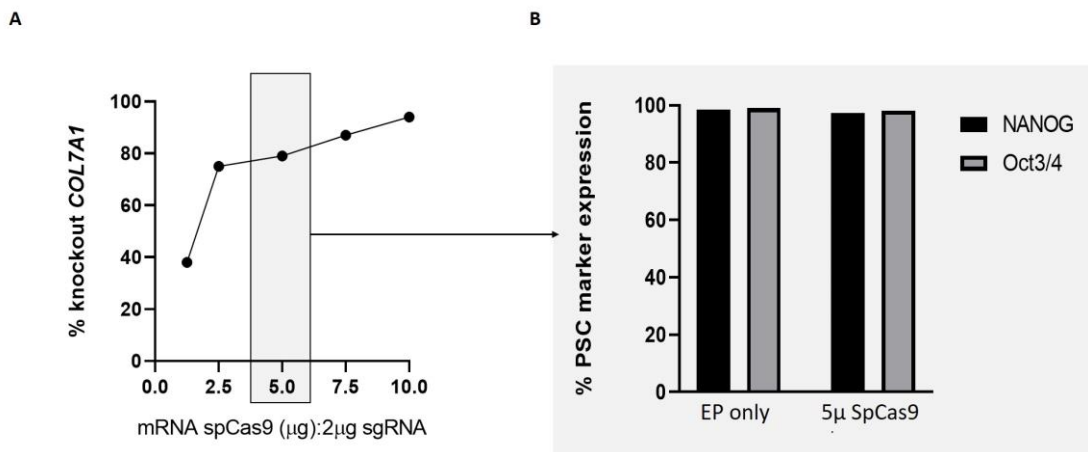 A
B
% knockout COL7A1
100
80
60
40
20
0
0.0 2.5 5.0 7.5 10.0
mRNA spCas9 (μg):2μg sgRNA
% PSC marker expression
100
80
60
40
20
0
EP only 5μ SpCas9
NANOG
Oct3/4